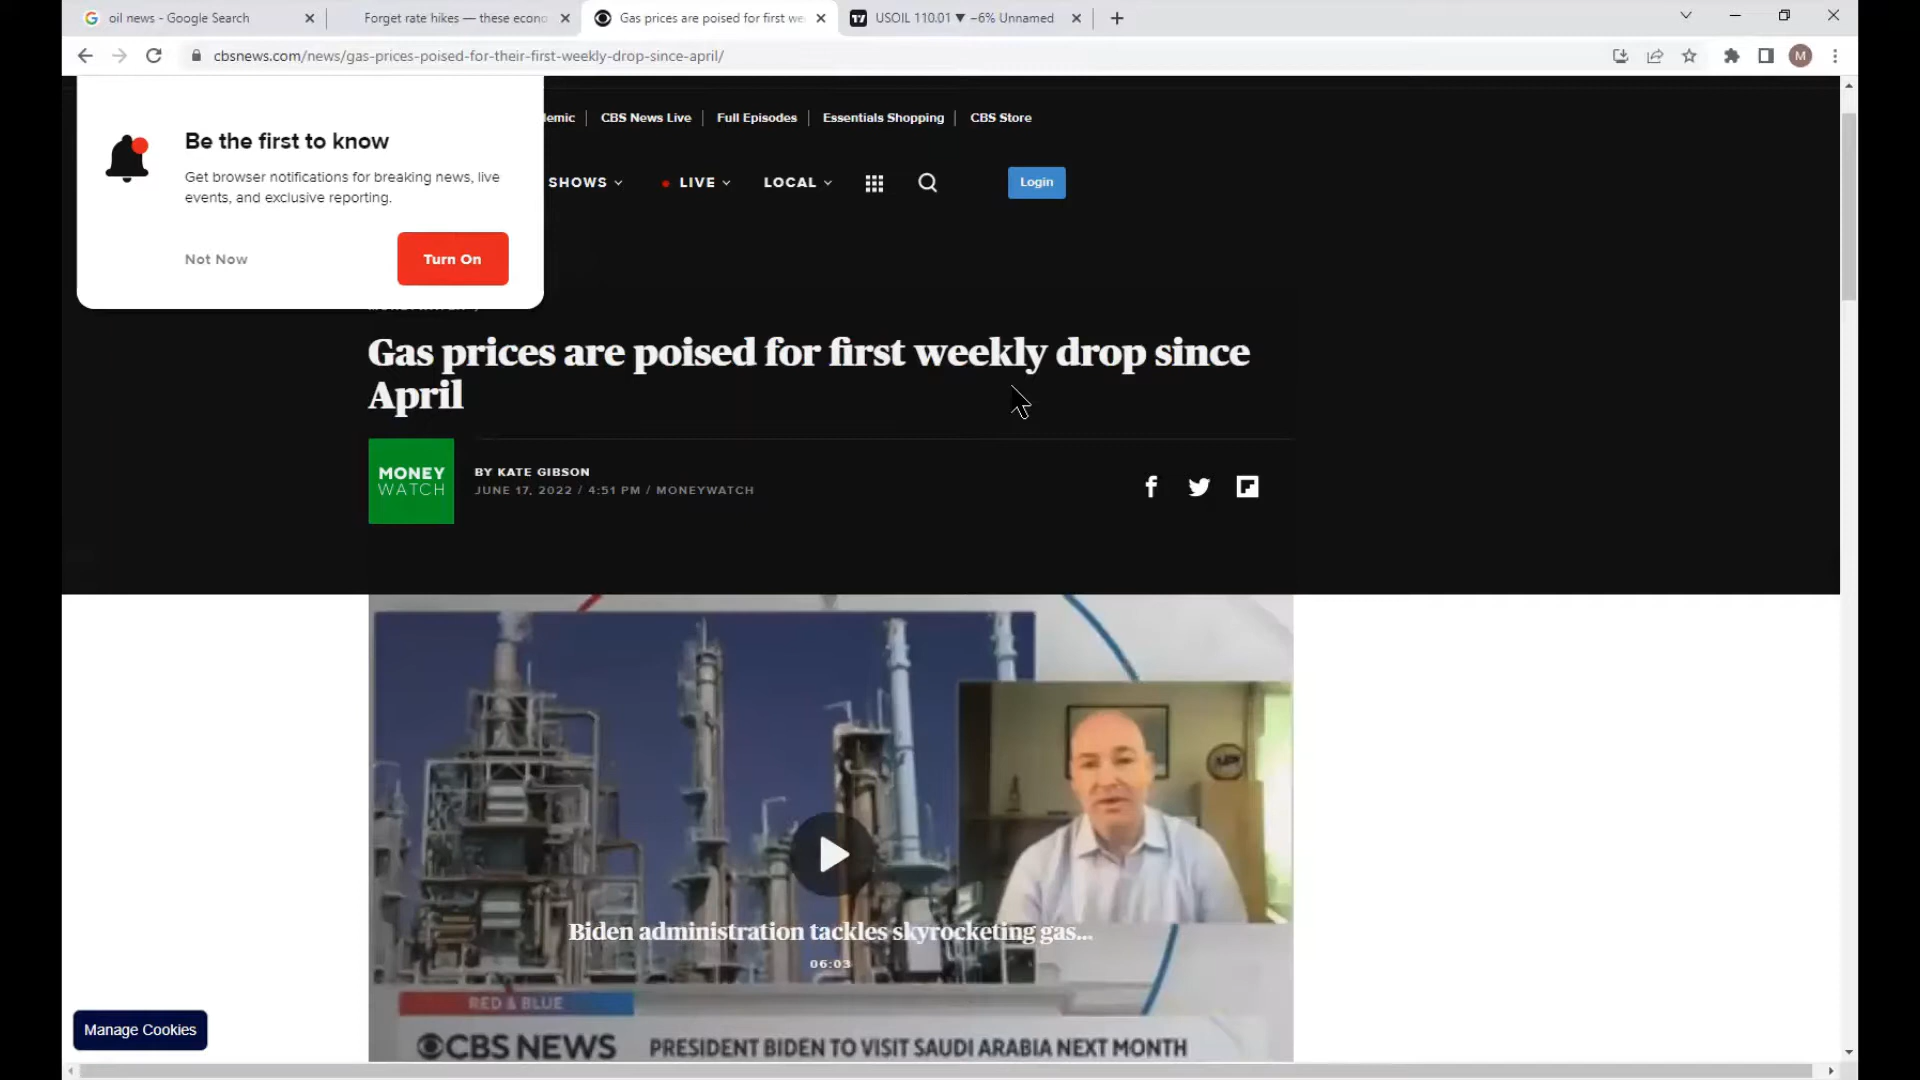 oil news - Google Search
Forget rate hikes — these econo
Gas prices are poised for first we
USOIL 110.01 ▼ −6% Unnamed
cbsnews.com/news/gas-prices-poised-for-their-first-weekly-drop-since-april/
M
Be the first to know
Get browser notifications for breaking news, live
events, and exclusive reporting.
Not Now
Turn On
CBS News Live
Full Episodes
Essentials Shopping
CBS Store
SHOWS
LIVE
LOCAL
Login
Gas prices are poised for first weekly drop since
April
MONEY
WATCH
BY KATE GIBSON
JUNE 17, 2022 / 4:51 PM / MONEYWATCH
Biden administration tackles skyrocketing gas...
06:03
RED & BLUE
CBS NEWS
PRESIDENT BIDEN TO VISIT SAUDI ARABIA NEXT MONTH
Manage Cookies